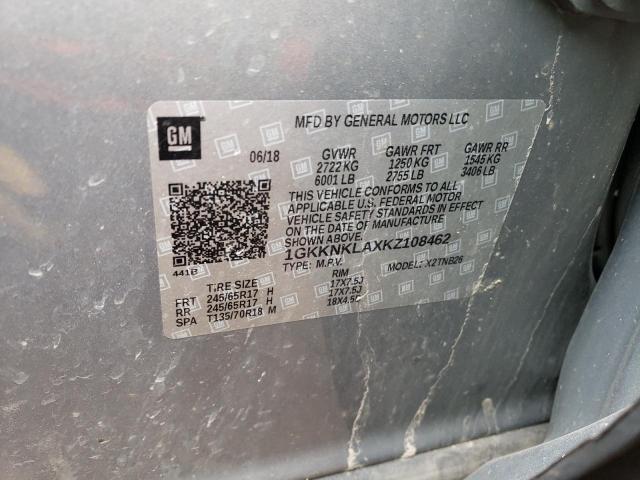 GM
MFD BY GENERAL MOTORS LLC
06/18 GVWR GAWR FRT GAWR RR
2722 KG 1250 KG 1545 KG
6001 LB 2755 LB 3406 LB
THIS VEHICLE CONFORMS TO ALL
APPLICABLE U.S. FEDERAL MOTOR
VEHICLE SAFETY STANDARDS IN EFFECT
ON THE DATE OF MANUFACTURE
SHOWN ABOVE.
1GKKNKLAXKZ108462
TYPE: M.P.V. MODEL: X2TNB26
441B
TIRE SIZE RIM
FRT 245/65R17 H 17X7.5J
RR 245/65R17 H 17X7.5J
SPA T135/70R18 M 18X4.5